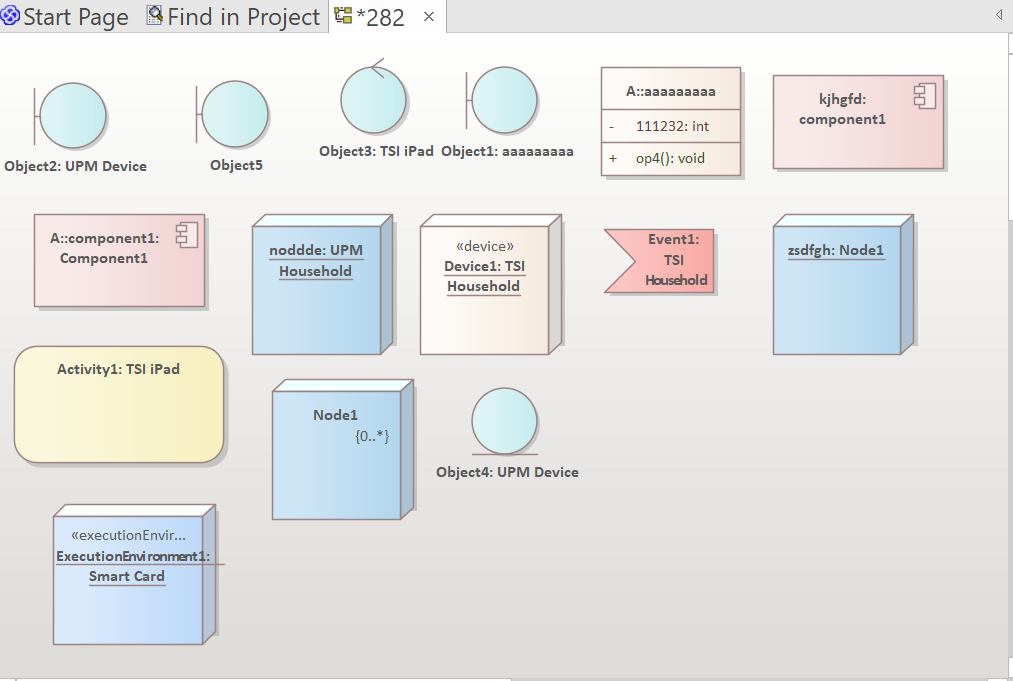 Start Page
Find in Project
*282
Object2: UPM Device
Object5
Object3: TSI iPad
Object1: aaaaaaaaa
A::aaaaaaaaa
- 111232: int
+ op4(): void
kjhgfd:
component1
A::component1:
Component1
noddde: UPM
Household
«device»
Device1: TSI
Household
Event1:
TSI
Household
zsdfgh: Node1
Activity1: TSI iPad
Node1
{0..*}
Object4: UPM Device
«executionEnvir...
ExecutionEnvironment1:
Smart Card